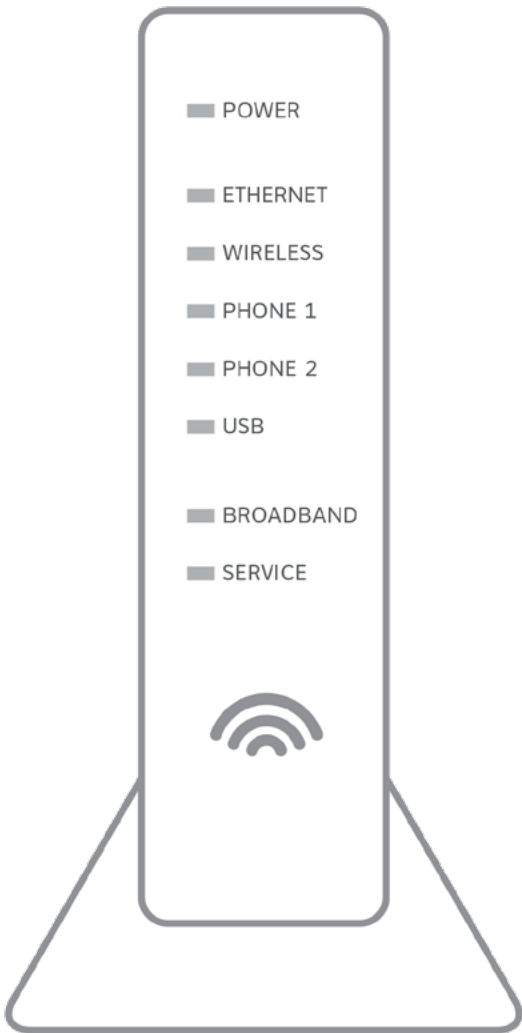 POWER
ETHERNET
WIRELESS
PHONE 1
PHONE 2
USB
BROADBAND
SERVICE